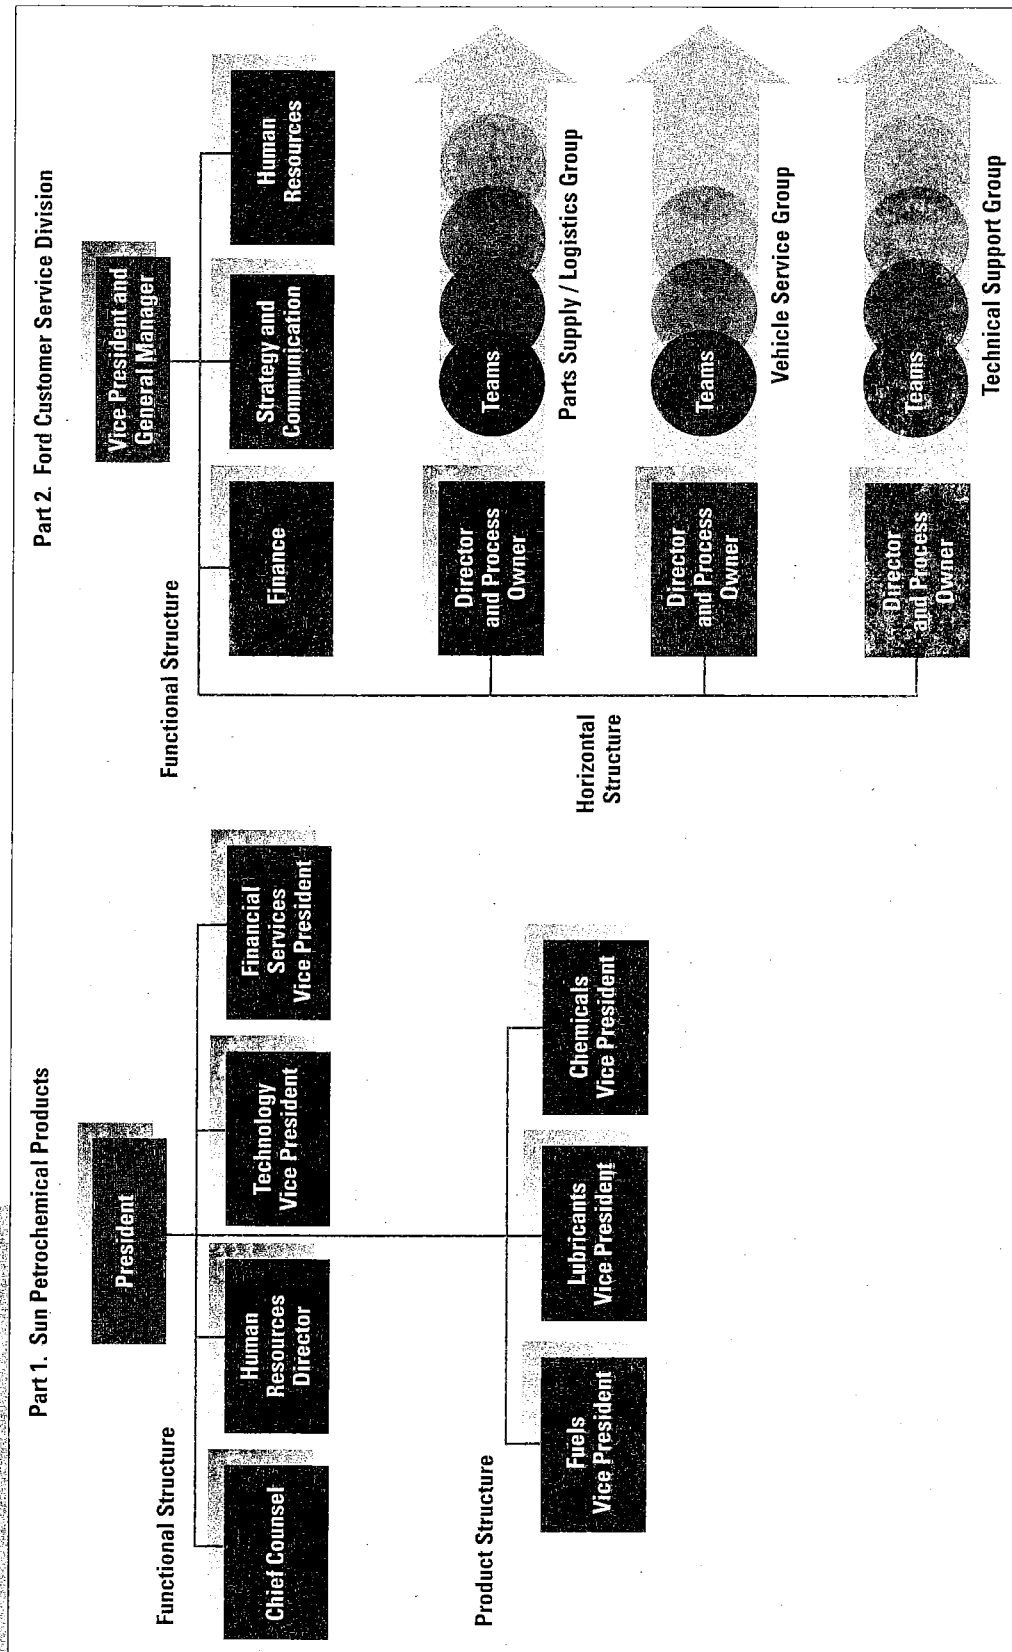 Part 1. Sun Petrochemical Products
President
Functional Structure
Chief Counsel
Human
Resources
Director
Technology
Vice President
Financial
Services
Vice President
Product Structure
Fuels
Vice President
Lubricants
Vice President
Chemicals
Vice President
Part 2. Ford Customer Service Division
Vice President and
General Manager
Functional Structure
Finance
Strategy and
Communication
Human
Resources
Horizontal
Structure
Director
and Process
Owner
Teams
Parts Supply / Logistics Group
Director
and Process
Owner
Teams
Vehicle Service Group
Director
and Process
Owner
Teams
Technical Support Group